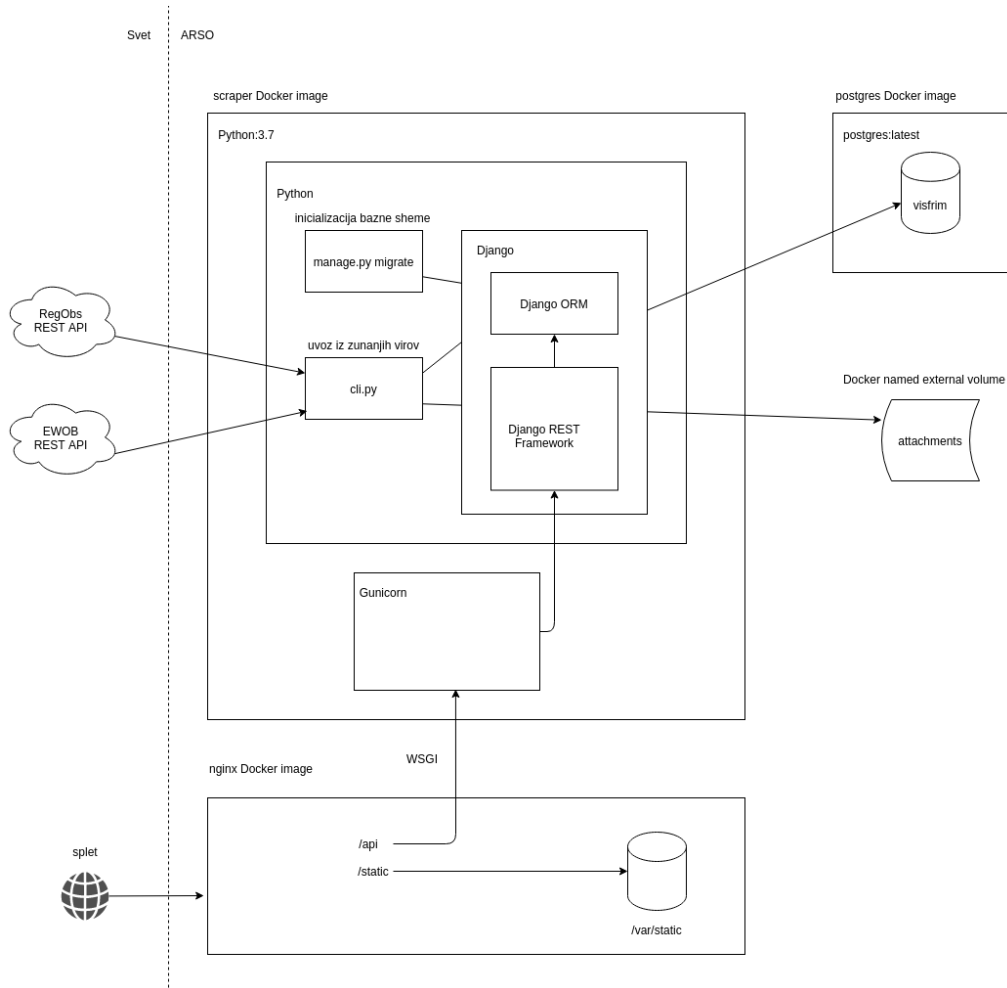 Svet
ARSO
scraper Docker image
postgres Docker image
Python:3.7
postgres:latest
Python
visfrim
inicializacija bazne sheme
manage.py migrate
Django
Django ORM
RegObs
REST API
uvoz iz zunanjih virov
cli.py
Docker named external volume
attachments
EWOB
REST API
Django REST
Framework
Gunicorn
WSGI
nginx Docker image
/api
/static
splet
/var/static